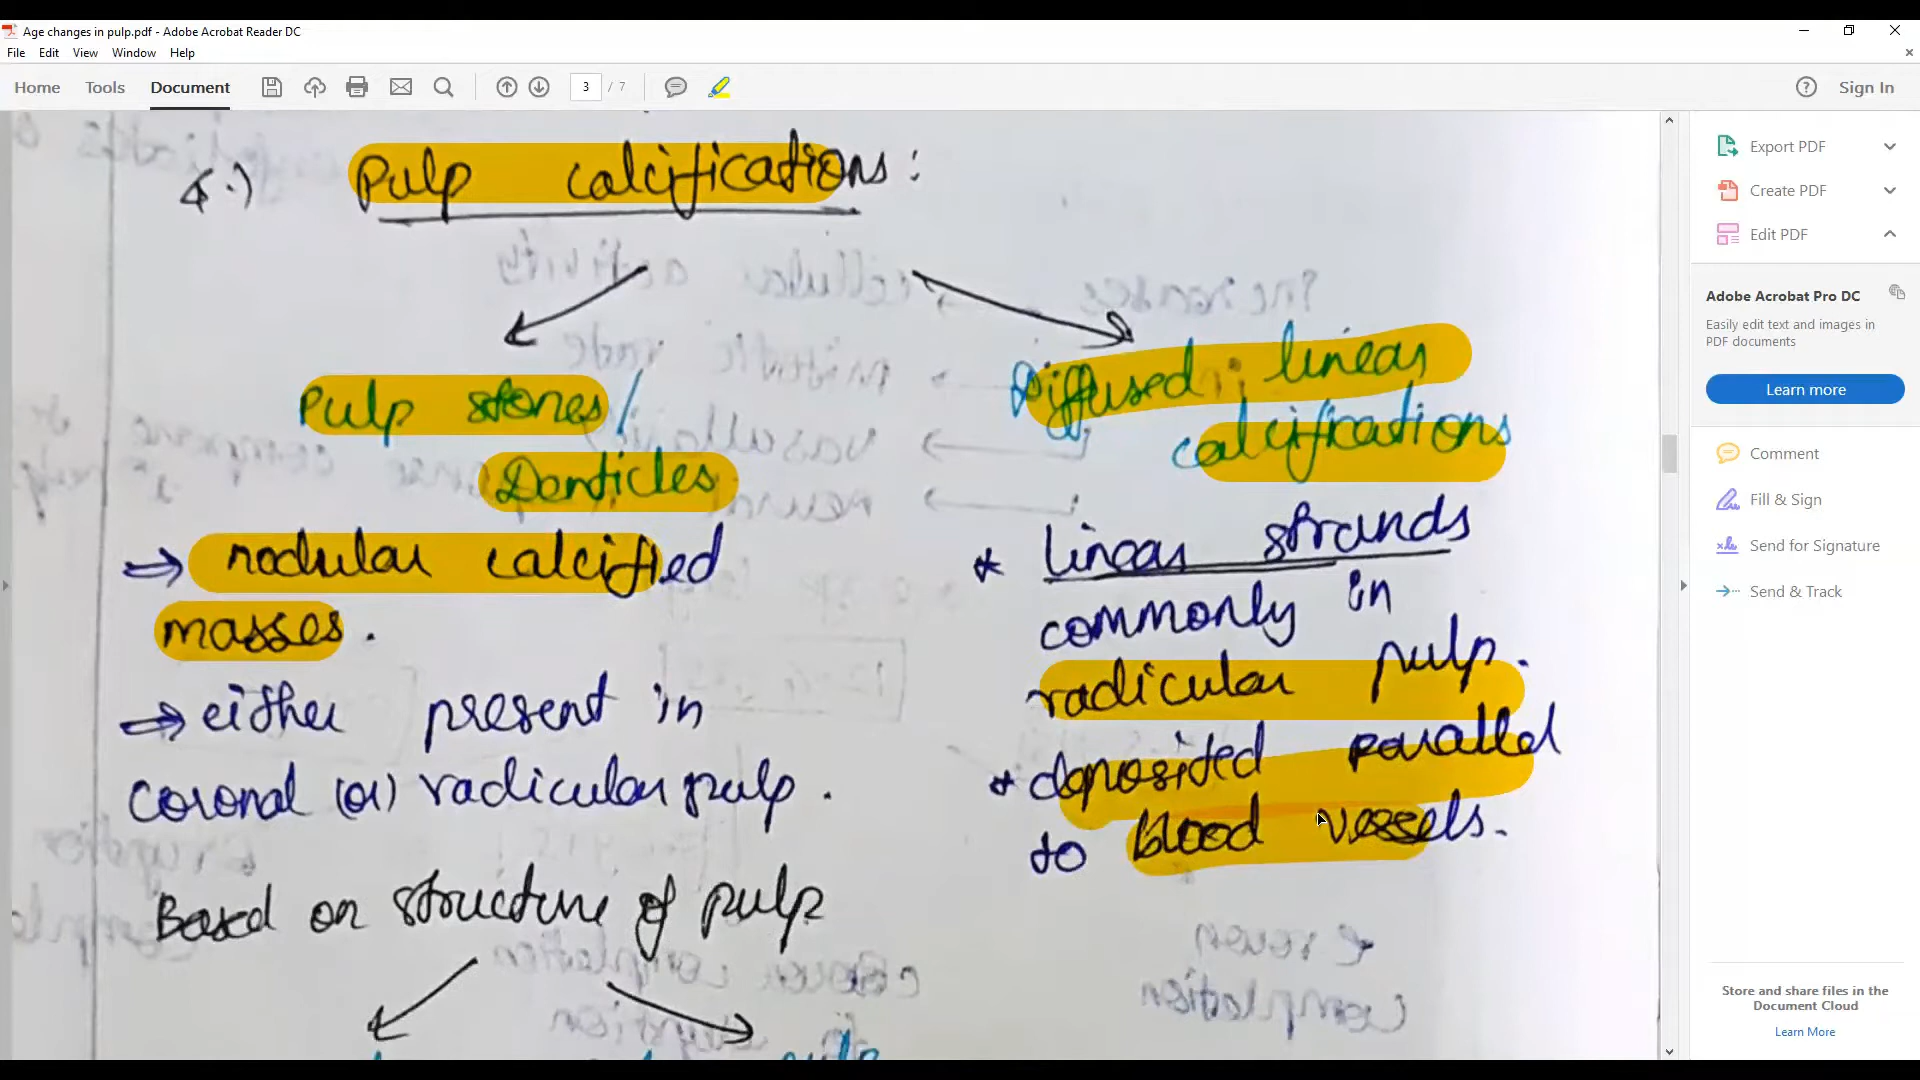 Age changes in pulp.pdf - Adobe Acrobat Reader DC
File Edit View Window Help
Home Tools Document 3 / 7 Sign In
Pulp calcifications:
Pulp stones/
Denticles
⇒ nodular calcified
masses.
⇒ either present in
coronal (or) radicular pulp.
Based on structure of pulp
Diffused; linear
calcifications
* linear strands
commonly in
radicular pulp.
* deposited parallel
to blood vessels.
Export PDF
Create PDF
Edit PDF
Adobe Acrobat Pro DC
Easily edit text and images in
PDF documents
Learn more
Comment
Fill & Sign
Send for Signature
Send & Track
Store and share files in the
Document Cloud
Learn More